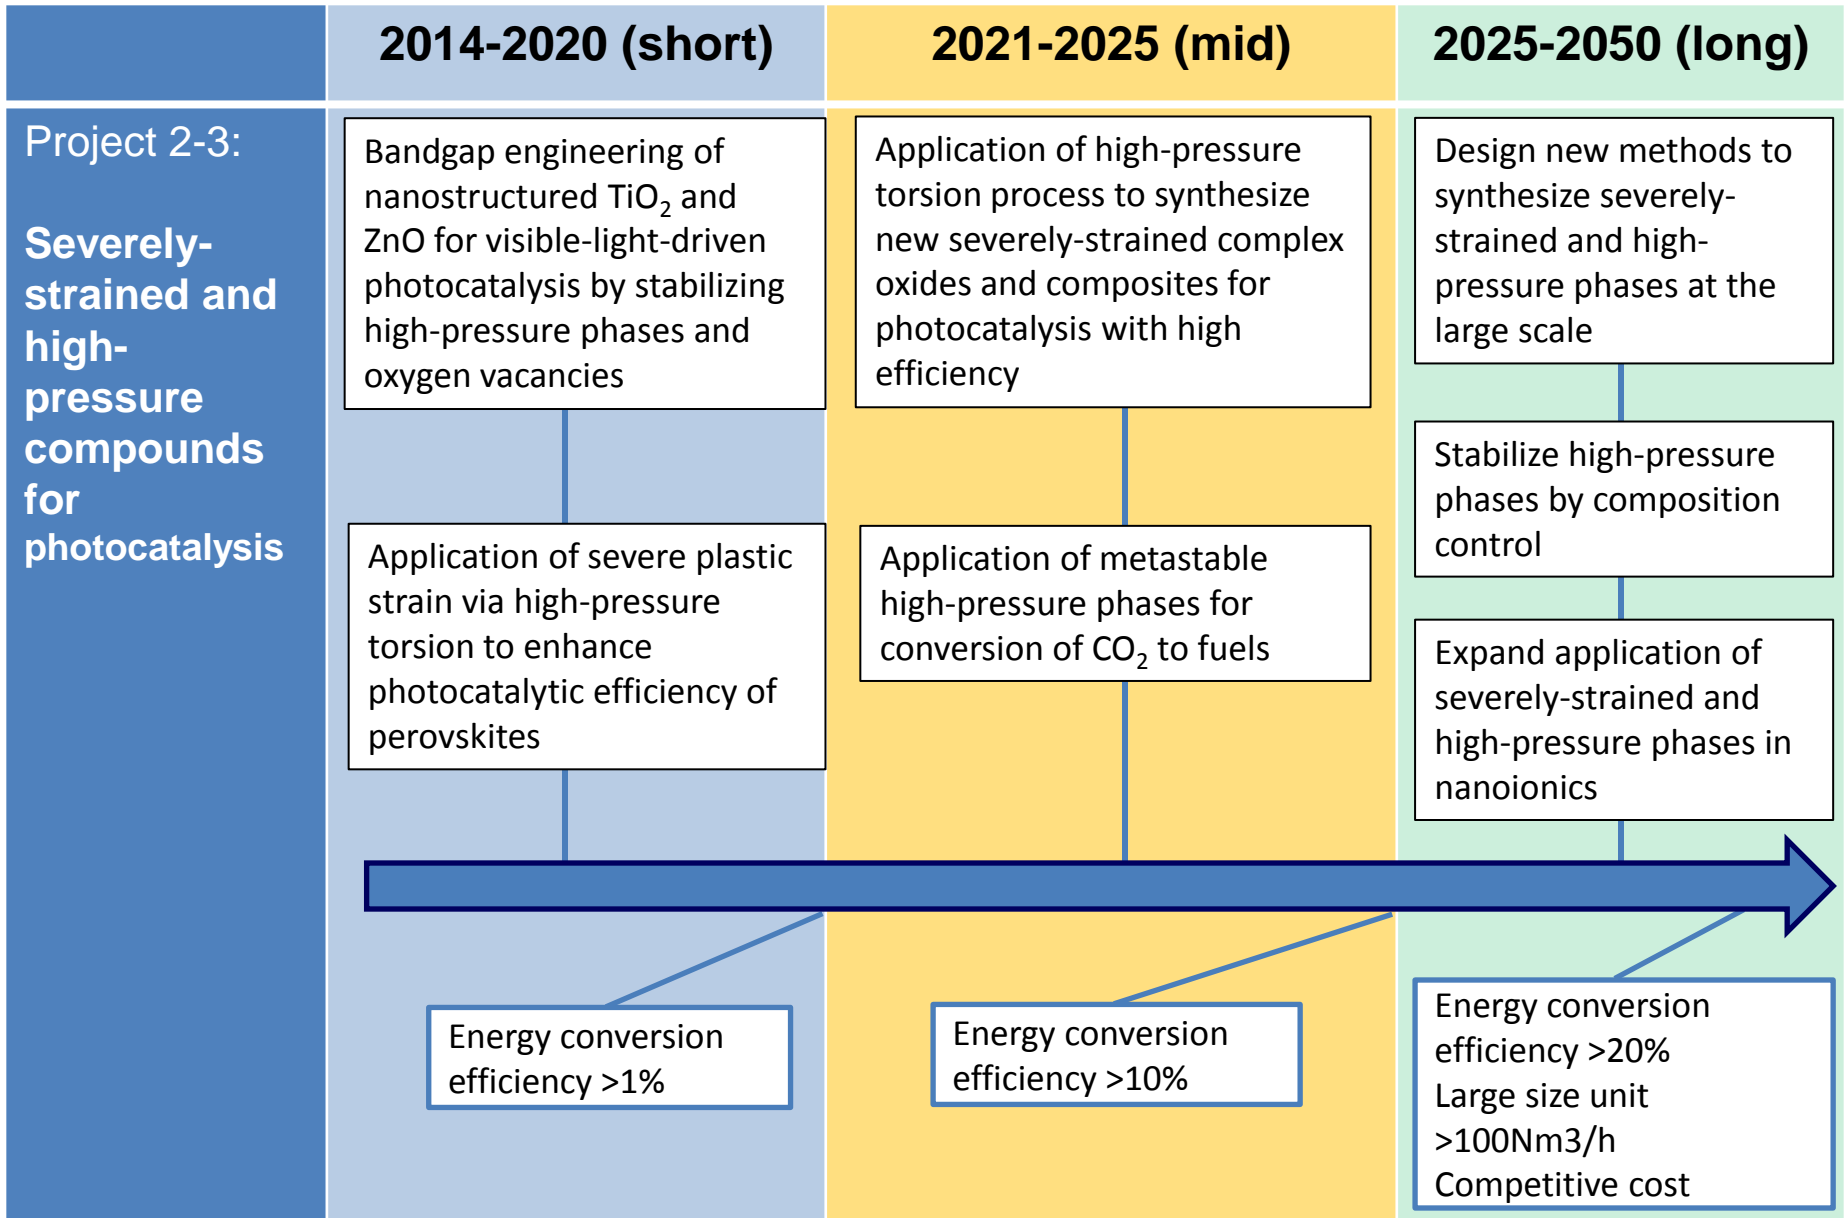 2014-2020 (short)
2021-2025 (mid)
2025-2050 (long)
Project 2-3:
Severely-
strained and
high-
pressure
compounds
for
photocatalysis
Bandgap engineering of
nanostructured TiO₂ and
ZnO for visible-light-driven
photocatalysis by stabilizing
high-pressure phases and
oxygen vacancies
Application of severe plastic
strain via high-pressure
torsion to enhance
photocatalytic efficiency of
perovskites
Application of high-pressure
torsion process to synthesize
new severely-strained complex
oxides and composites for
photocatalysis with high
efficiency
Application of metastable
high-pressure phases for
conversion of CO₂ to fuels
Design new methods to
synthesize severely-
strained and high-
pressure phases at the
large scale
Stabilize high-pressure
phases by composition
control
Expand application of
severely-strained and
high-pressure phases in
nanoionics
Energy conversion
efficiency >1%
Energy conversion
efficiency >10%
Energy conversion
efficiency >20%
Large size unit
>100Nm3/h
Competitive cost